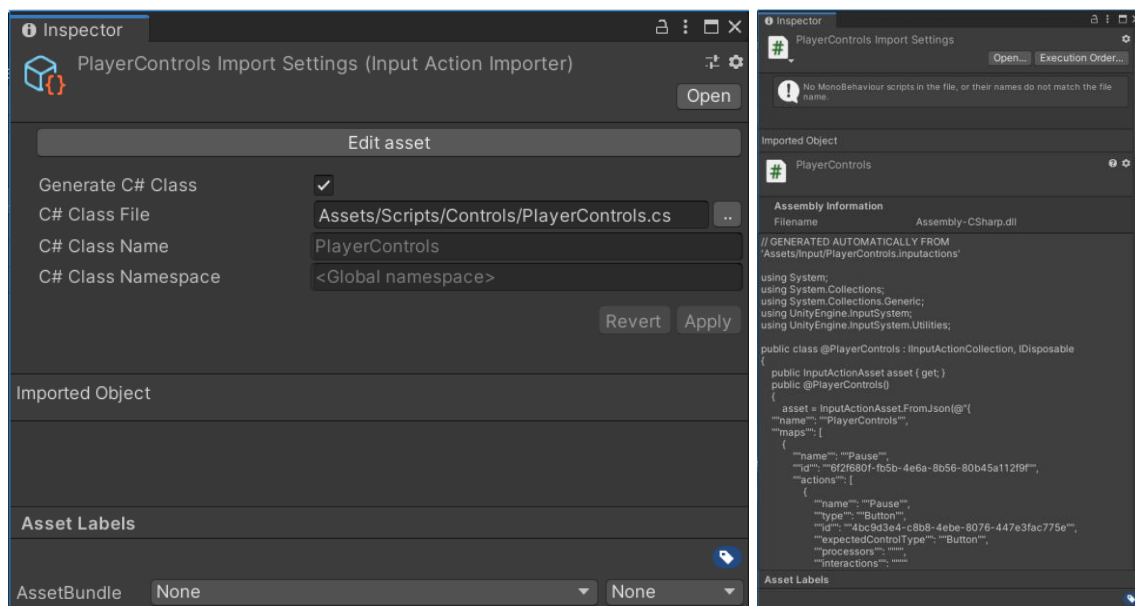 Inspector
PlayerControls Import Settings (Input Action Importer)
Open
Edit asset
Generate C# Class
C# Class File
Assets/Scripts/Controls/PlayerControls.cs
..
C# Class Name
PlayerControls
C# Class Namespace
<Global namespace>
Revert
Apply
Imported Object
Asset Labels
AssetBundle
None
None
Inspector
PlayerControls Import Settings
Open...
Execution Order...
No MonoBehaviour scripts in the file, or their names do not match the file
name.
Imported Object
PlayerControls
Assembly Information
Filename
Assembly-CSharp.dll
// GENERATED AUTOMATICALLY FROM
'Assets/Input/PlayerControls.inputactions'
using System;
using System.Collections;
using System.Collections.Generic;
using UnityEngine.InputSystem;
using UnityEngine.InputSystem.Utilities;
public class @PlayerControls : IInputActionCollection, IDisposable
{
public InputActionAsset asset { get; }
public @PlayerControls()
{
asset = InputActionAsset.FromJson(@"{
""name"": ""PlayerControls"",
""maps"": [
{
""name"": ""Pause"",
""id"": ""6f2f680f-fb5b-4e6a-8b56-80b45a112f9f"",
""actions"": [
{
""name"": ""Pause"",
""type"": ""Button"",
""id"": ""4bc9d3e4-c8b8-4ebe-8076-447e3fac775e"",
""expectedControlType"": ""Button"",
""processors"": """",
""interactions"": """"
Asset Labels